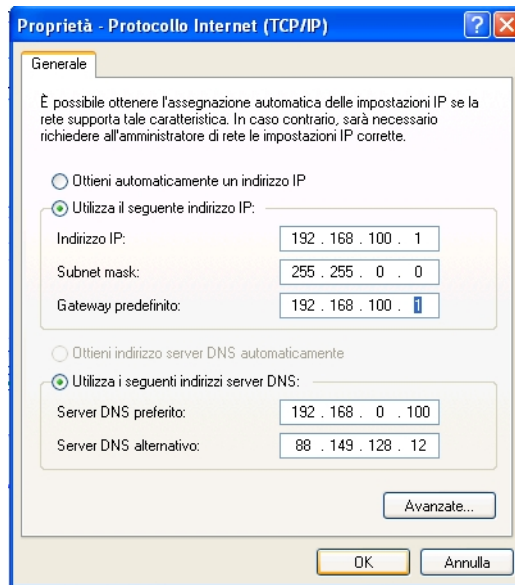 Proprietà - Protocollo Internet (TCP/IP)
Generale
È possibile ottenere l'assegnazione automatica delle impostazioni IP se la
rete supporta tale caratteristica. In caso contrario, sarà necessario
richiedere all'amministratore di rete le impostazioni IP corrette.
Ottieni automaticamente un indirizzo IP
Utilizza il seguente indirizzo IP:
Indirizzo IP: 192 . 168 . 100 . 1
Subnet mask: 255 . 255 . 0 . 0
Gateway predefinito: 192 . 168 . 100 . 1
Ottieni indirizzo server DNS automaticamente
Utilizza i seguenti indirizzi server DNS:
Server DNS preferito: 192 . 168 . 0 . 100
Server DNS alternativo: 88 . 149 . 128 . 12
Avanzate...
OK Annulla